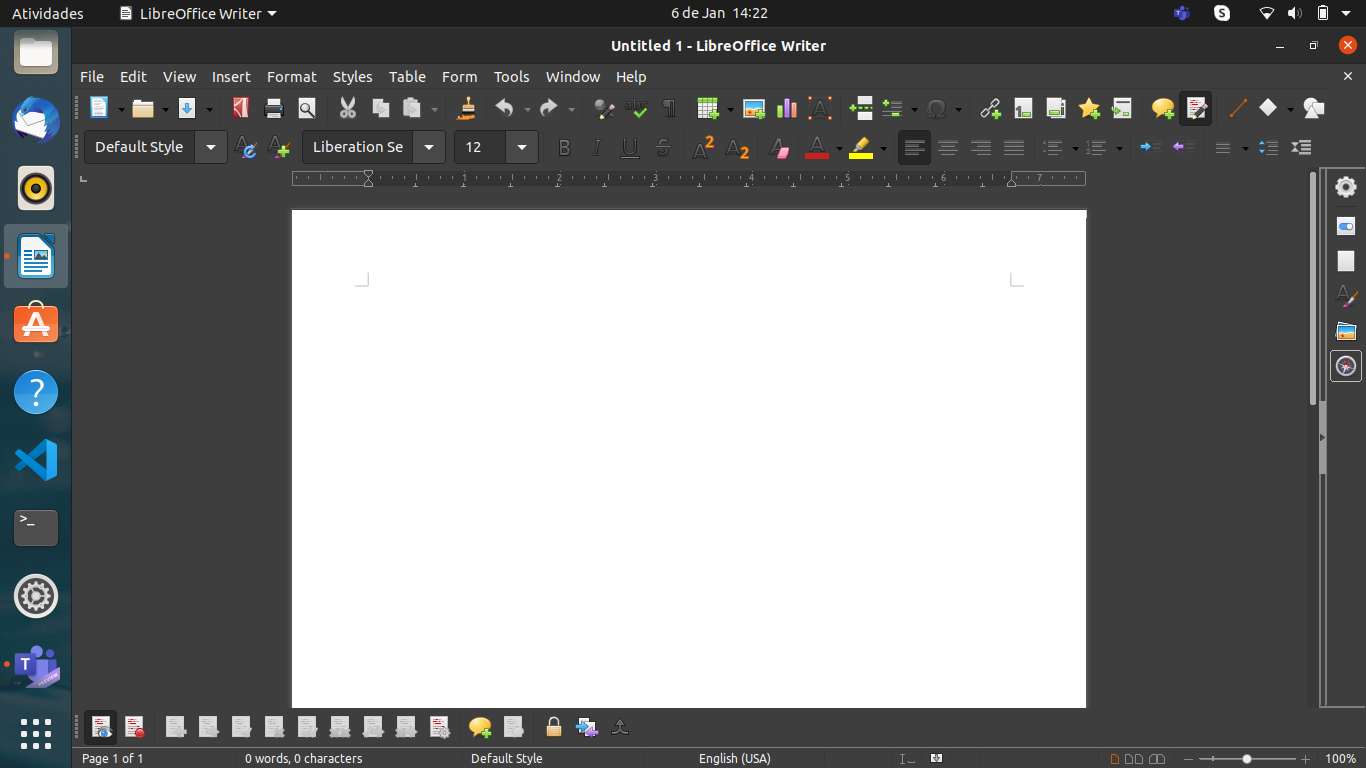 Atividades LibreOffice Writer 6 de Jan 14:22
Untitled 1 - LibreOffice Writer
File Edit View Insert Format Styles Table Form Tools Window Help
Default Style Liberation Se 12
1 2 3 4 5 6 7
Page 1 of 1 0 words, 0 characters Default Style English (USA) 100%